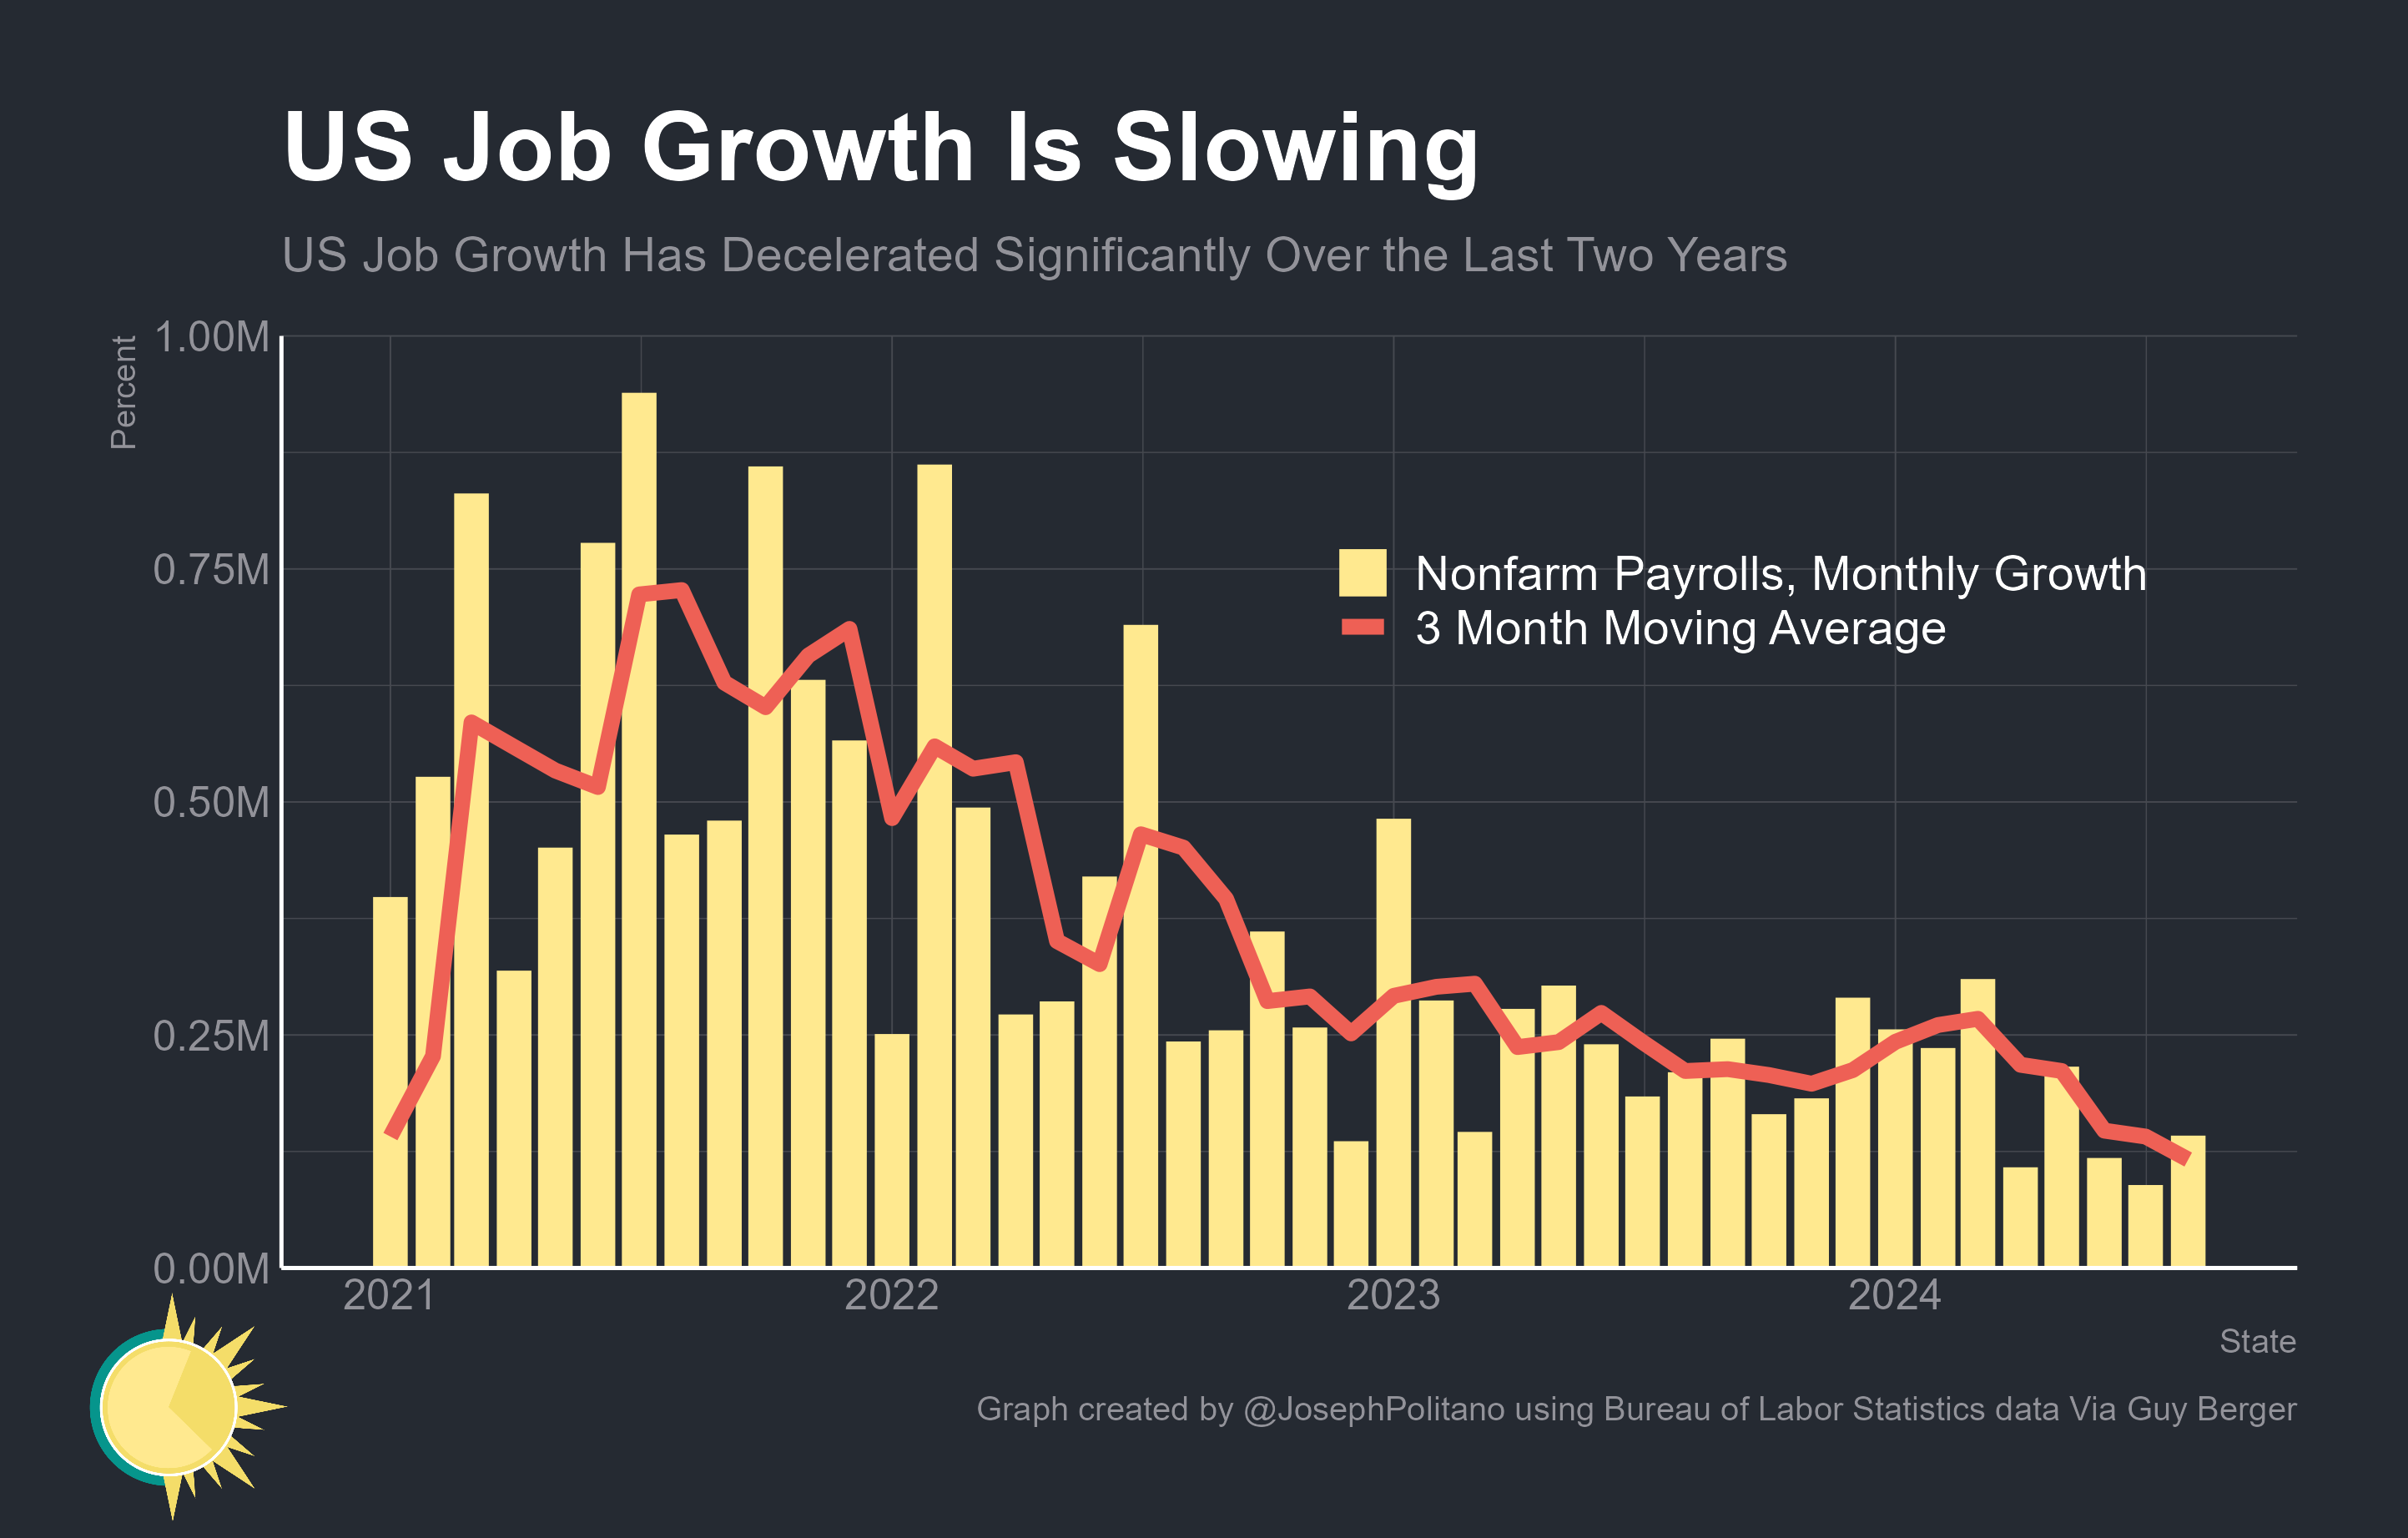 US Job Growth Is Slowing
US Job Growth Has Decelerated Significantly Over the Last Two Years
Percent
1.00M
0.75M
0.50M
0.25M
0.00M
Nonfarm Payrolls, Monthly Growth
3 Month Moving Average
2021
2022
2023
2024
State
Graph created by @JosephPolitano using Bureau of Labor Statistics data Via Guy Berger